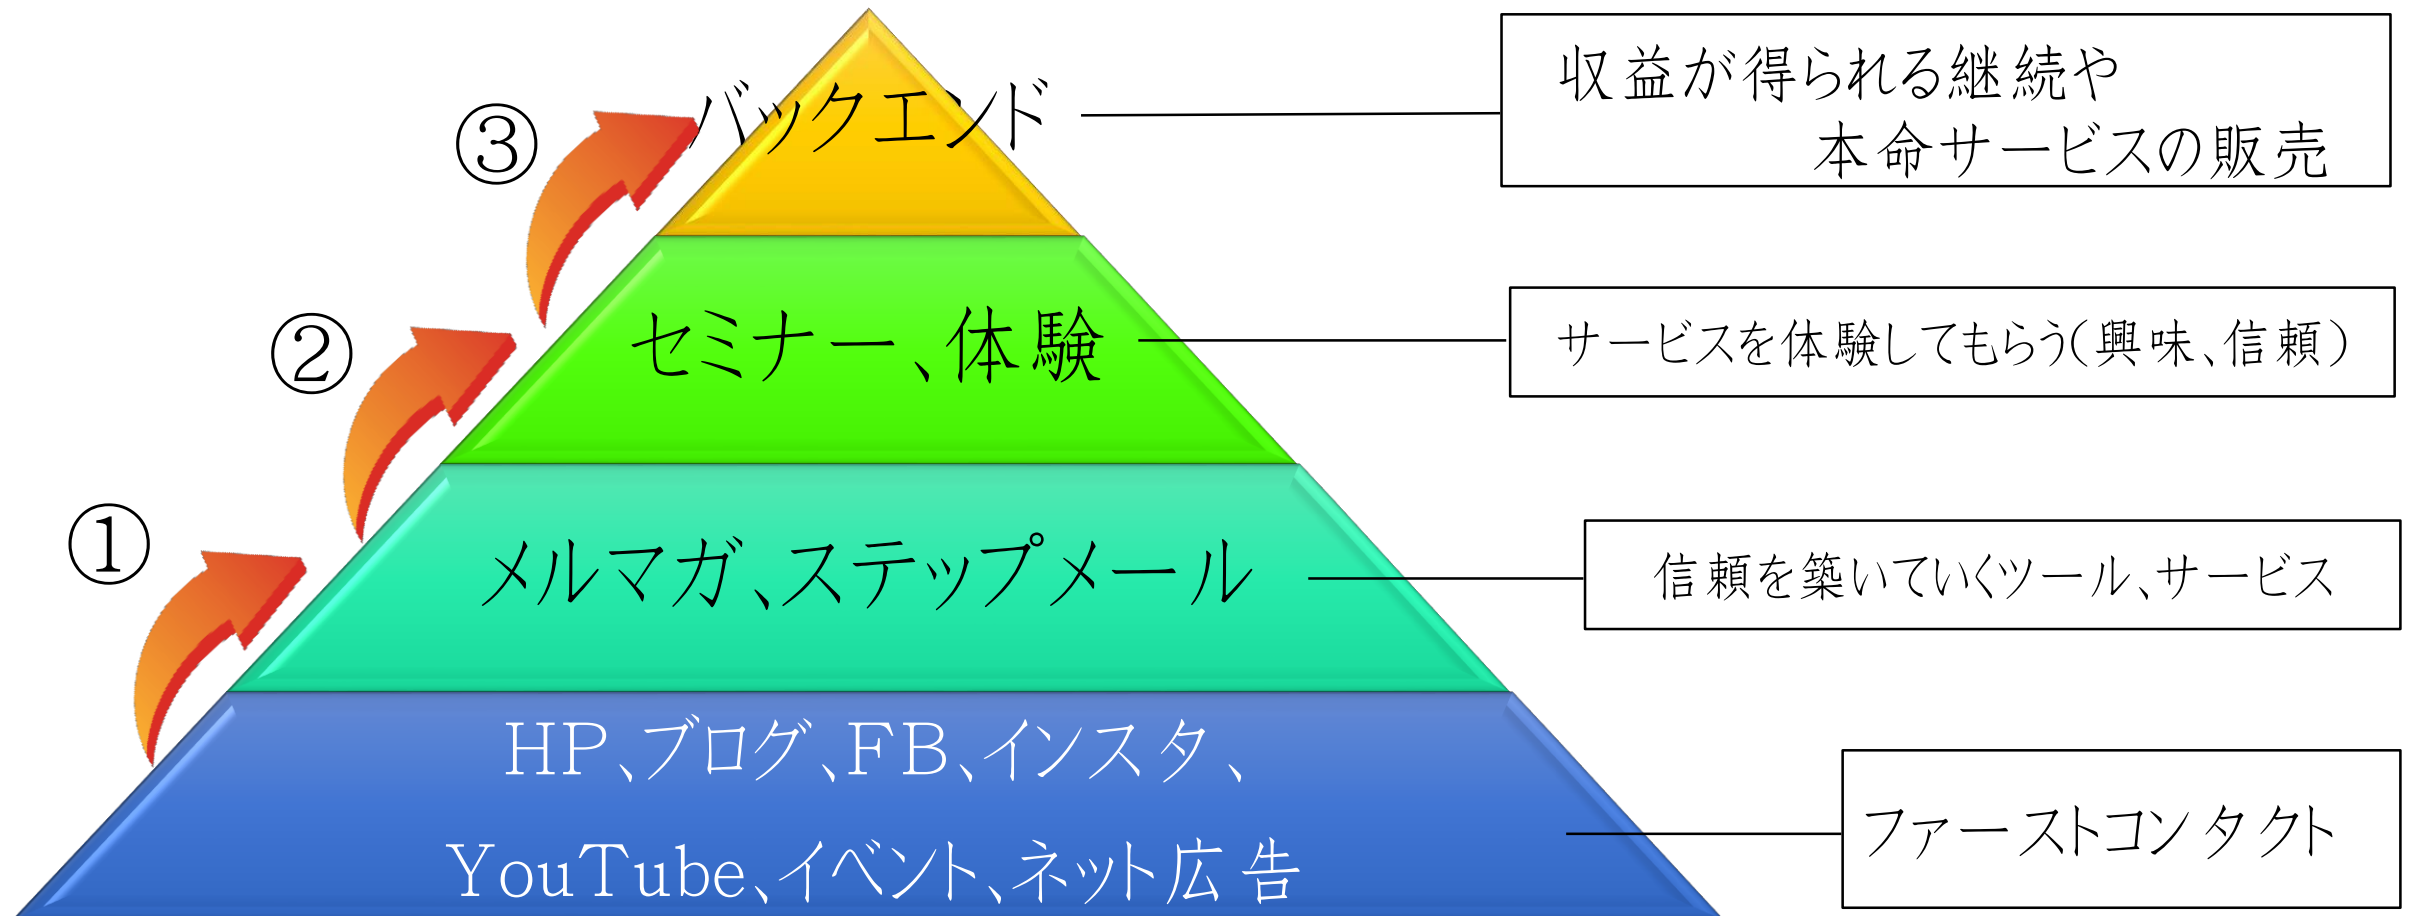 ③
バックエンド
収益が得られる継続や
本命サービスの販売
②
セミナー、体験
サービスを体験してもらう（興味、信頼）
①
メルマガ、ステップメール
信頼を築いていくツール、サービス
HP、ブログ、FB、インスタ、
YouTube、イベント、ネット広告
ファーストコンタクト